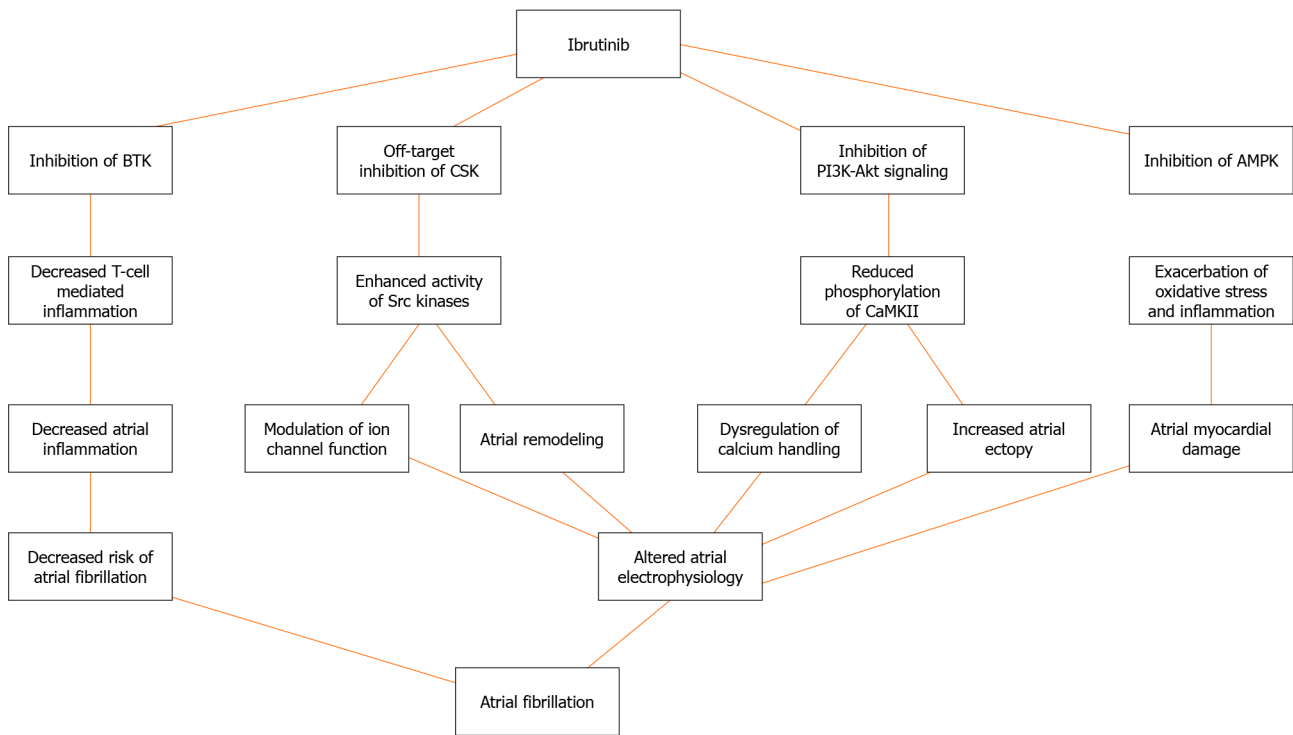 Ibrutinib
Inhibition of BTK
Off-target
inhibition of CSK
Inhibition of
PI3K-Akt signaling
Inhibition of AMPK
Decreased T-cell
mediated
inflammation
Enhanced activity
of Src kinases
Reduced
phosphorylation
of CaMKII
Exacerbation of
oxidative stress
and inflammation
Decreased atrial
inflammation
Modulation of ion
channel function
Atrial remodeling
Dysregulation of
calcium handling
Increased atrial
ectopy
Atrial myocardial
damage
Decreased risk of
atrial fibrillation
Altered atrial
electrophysiology
Atrial fibrillation